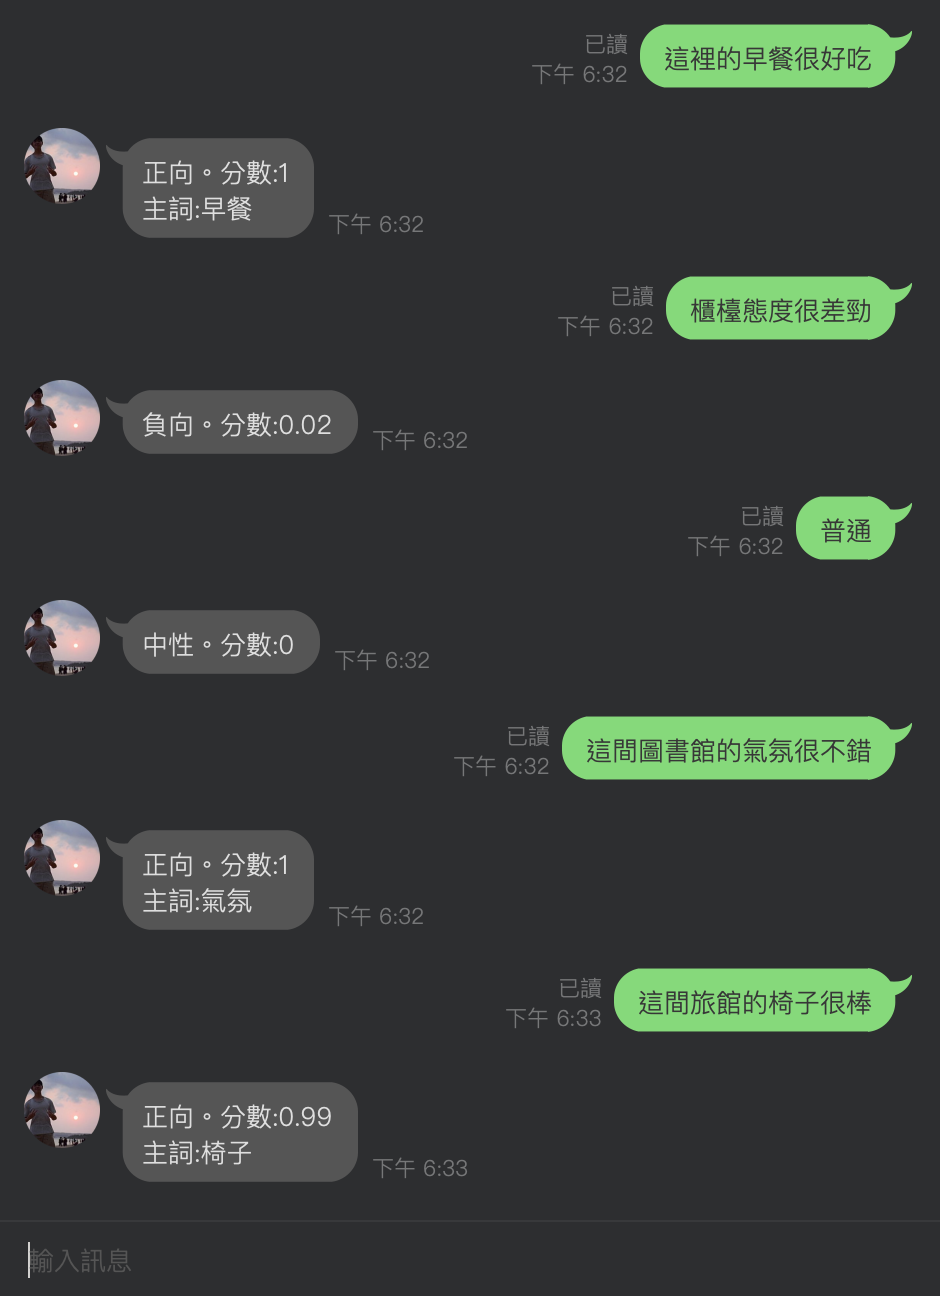 已讀
下午 6:32
這裡的早餐很好吃
正向。分數:1
主詞:早餐
下午 6:32
已讀
下午 6:32
櫃檯態度很差勁
負向。分數:0.02
下午 6:32
已讀
下午 6:32
普通
中性。分數:0
下午 6:32
已讀
下午 6:32
這間圖書館的氣氛很不錯
正向。分數:1
主詞:氣氛
下午 6:32
已讀
下午 6:33
這間旅館的椅子很棒
正向。分數:0.99
主詞:椅子
下午 6:33
輸入訊息